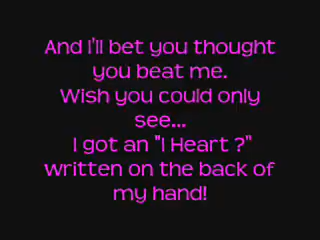 And I'll bet you thought
you beat me.
Wish you could only
see...
I got an "I Heart ?"
written on the back of
my hand!